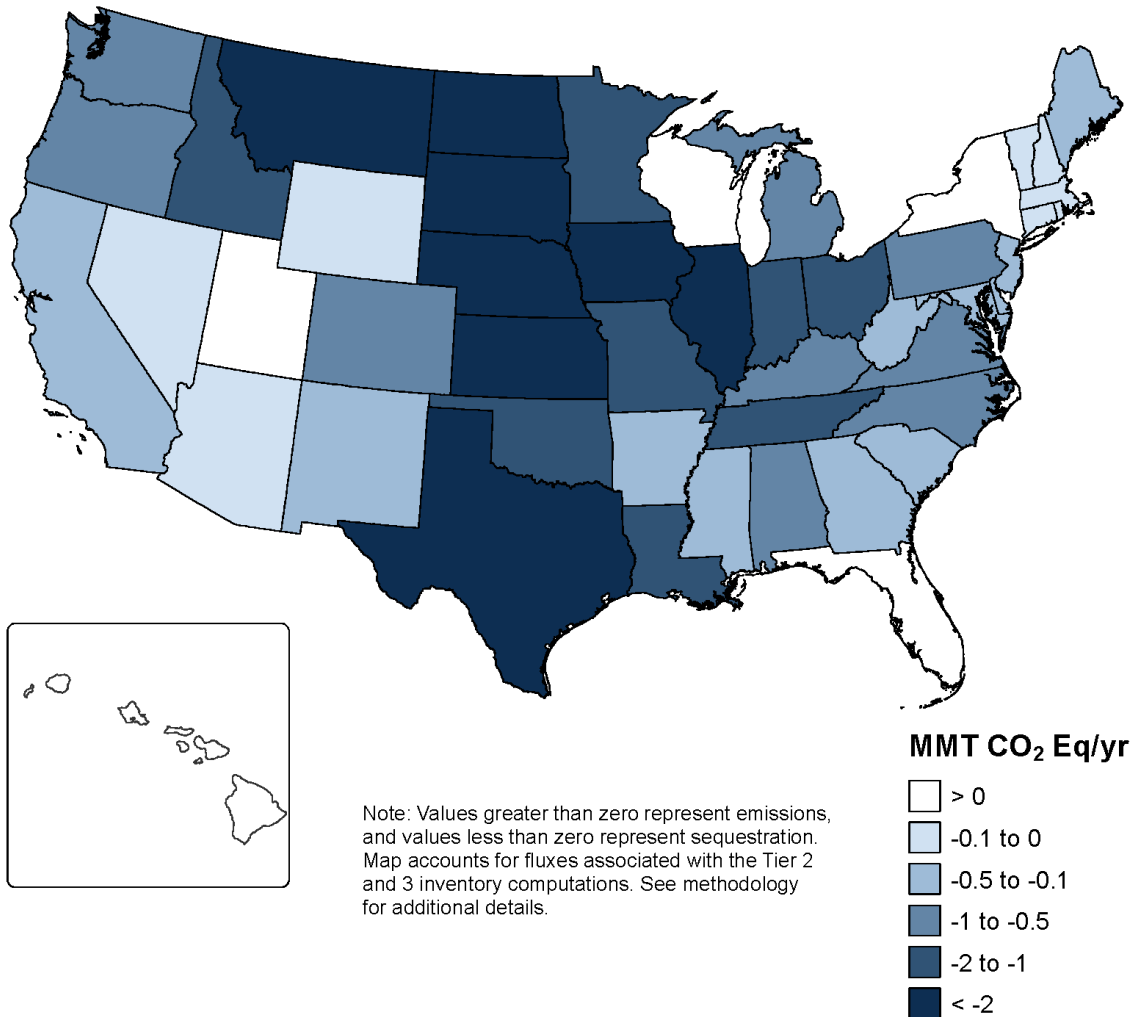 MMT CO₂ Eq/yr
> 0
-0.1 to 0
-0.5 to -0.1
-1 to -0.5
-2 to -1
< -2
Note: Values greater than zero represent emissions,
and values less than zero represent sequestration.
Map accounts for fluxes associated with the Tier 2
and 3 inventory computations. See methodology
for additional details.